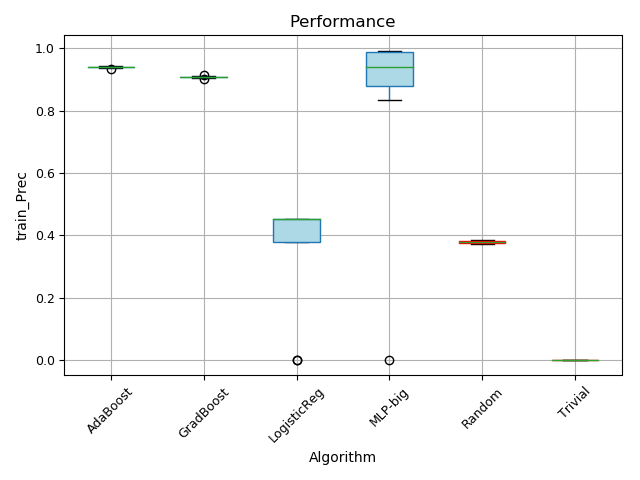 Performance
1.0
0.8
0.6
0.4
0.2
0.0
train_Prec
AdaBoost
GradBoost
LogisticReg
MLP-big
Random
Trivial
Algorithm